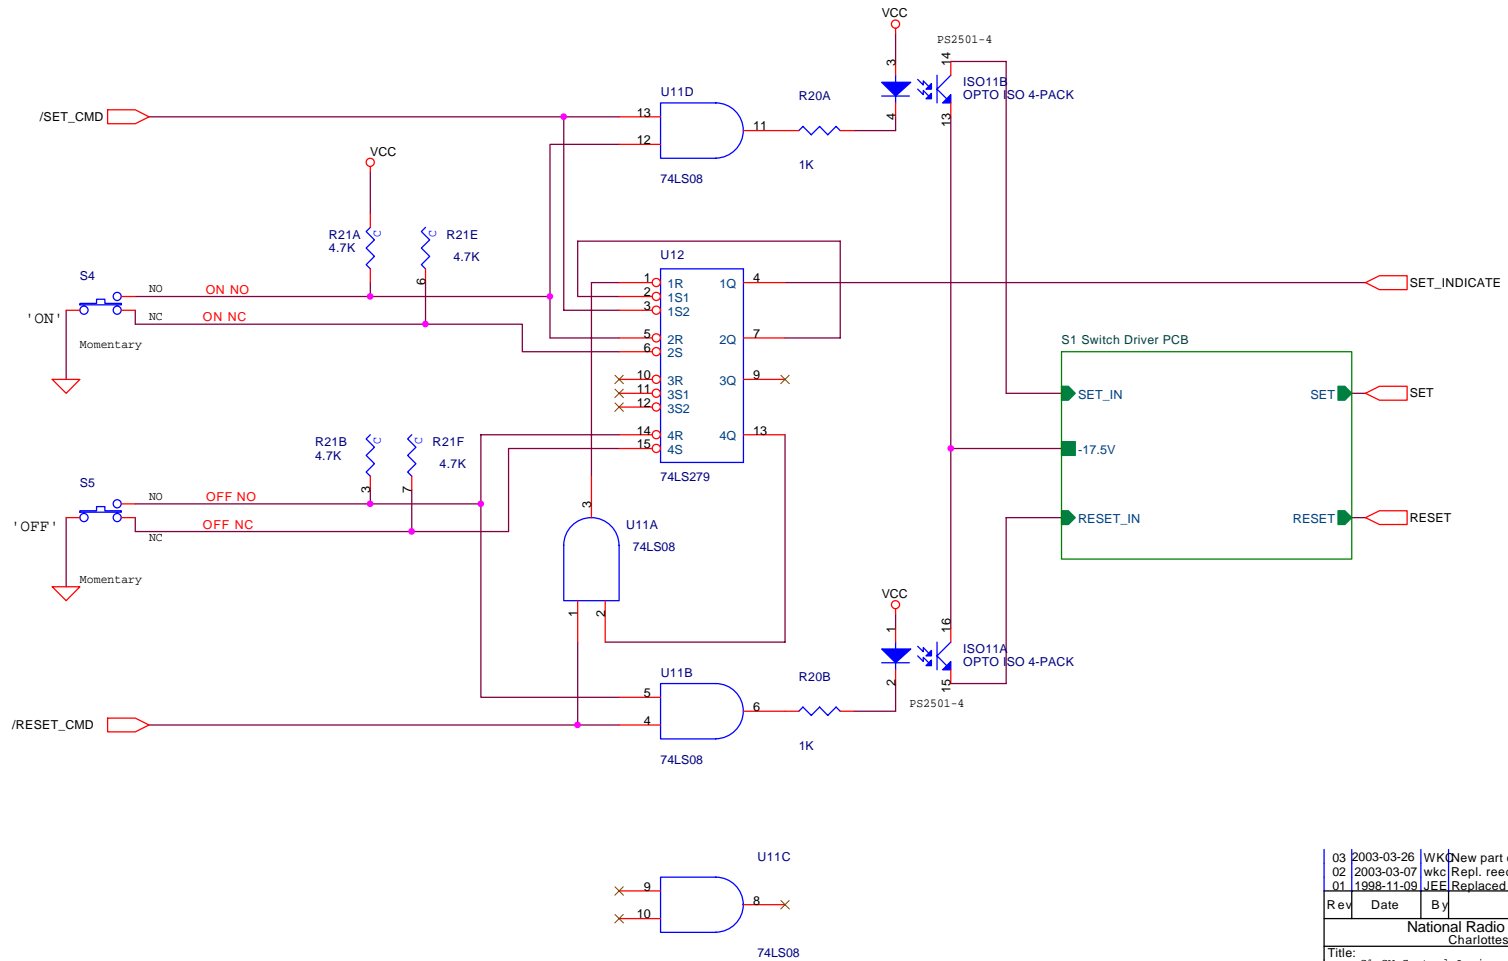 VCC
PS2501-4
14
3
ISO11B
OPTO ISO 4-PACK
U11D
R20A
/SET_CMD
13
12
11
4
13
1K
74LS08
VCC
R21A
4.7K
C
C
R21E
4.7K
6
U12
S4
NO
ON NO
'ON'
NC
ON NC
Momentary
1
2
3
5
6
10
11
12
14
15
1R
1S1
1S2
2R
2S
3R
3S1
3S2
4R
4S
1Q
2Q
3Q
4Q
4
7
9
13
74LS279
SET_INDICATE
S1 Switch Driver PCB
SET_IN
SET
SET
-17.5V
RESET_IN
RESET
RESET
R21B
4.7K
C
C
R21F
4.7K
3
7
S5
NO
OFF NO
'OFF'
OFF NC
NC
Momentary
3
U11A
74LS08
1
2
VCC
1
16
ISO11A
OPTO ISO 4-PACK
2
15
PS2501-4
U11B
R20B
5
4
6
/RESET_CMD
1K
74LS08
U11C
9
10
8
74LS08
03 2003-03-26 WKC New part
02 2003-03-07 wkc Repl.
01 1998-11-09 JEE Replaced
Rev Date By
National Radio
Title: